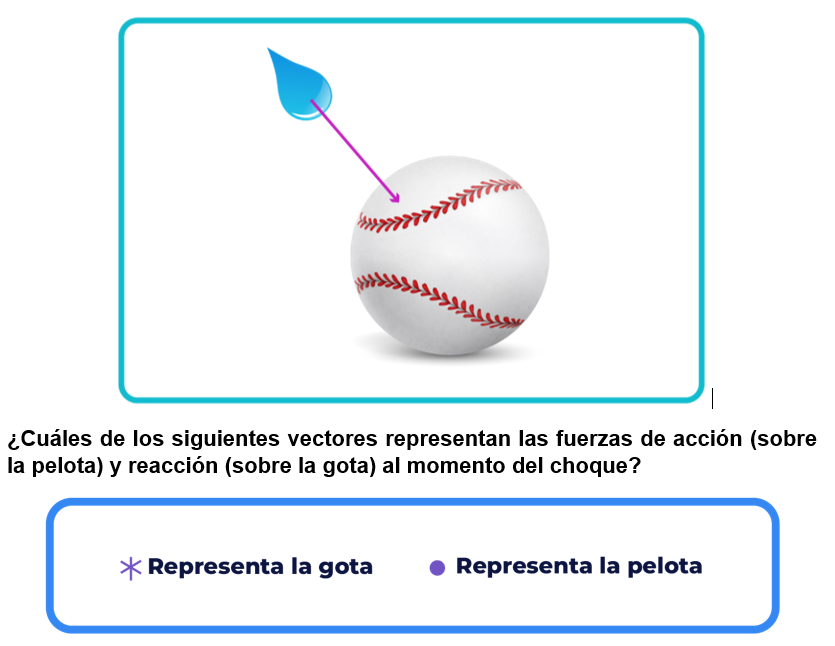 ¿Cuáles de los siguientes vectores representan las fuerzas de acción (sobre
la pelota) y reacción (sobre la gota) al momento del choque?
Representa la gota
Representa la pelota